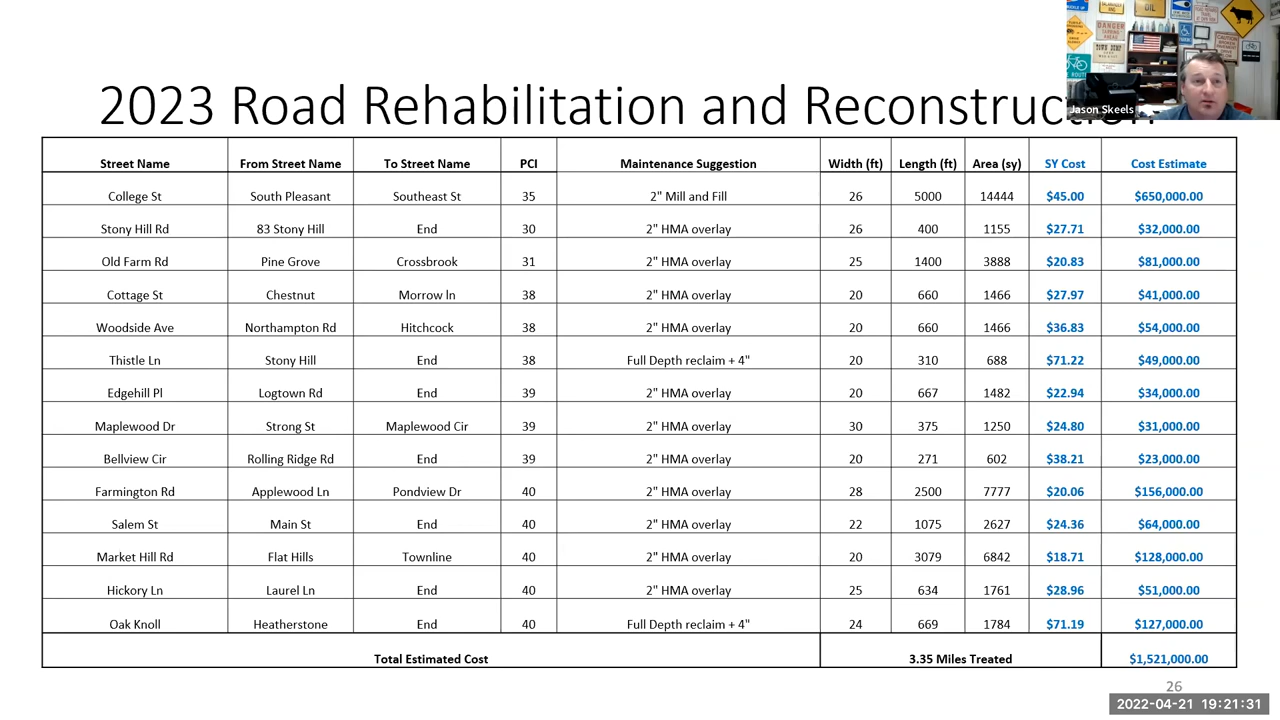 2023 Road Rehabilitation and Reconstruction
Jason Skeels
Street Name From Street Name To Street Name PCI Maintenance Suggestion Width (ft) Length (ft) Area (sy) SY Cost Cost Estimate
College St South Pleasant Southeast St 35 2" Mill and Fill 26 5000 14444 $45.00 $650,000.00
Stony Hill Rd 83 Stony Hill End 30 2" HMA overlay 26 400 1155 $27.71 $32,000.00
Old Farm Rd Pine Grove Crossbrook 31 2" HMA overlay 25 1400 3888 $20.83 $81,000.00
Cottage St Chestnut Morrow ln 38 2" HMA overlay 20 660 1466 $27.97 $41,000.00
Woodside Ave Northampton Rd Hitchcock 38 2" HMA overlay 20 660 1466 $36.83 $54,000.00
Thistle Ln Stony Hill End 38 Full Depth reclaim + 4" 20 310 688 $71.22 $49,000.00
Edgehill Pl Logtown Rd End 39 2" HMA overlay 20 667 1482 $22.94 $34,000.00
Maplewood Dr Strong St Maplewood Cir 39 2" HMA overlay 30 375 1250 $24.80 $31,000.00
Bellview Cir Rolling Ridge Rd End 39 2" HMA overlay 20 271 602 $38.21 $23,000.00
Farmington Rd Applewood Ln Pondview Dr 40 2" HMA overlay 28 2500 7777 $20.06 $156,000.00
Salem St Main St End 40 2" HMA overlay 22 1075 2627 $24.36 $64,000.00
Market Hill Rd Flat Hills Townline 40 2" HMA overlay 20 3079 6842 $18.71 $128,000.00
Hickory Ln Laurel Ln End 40 2" HMA overlay 25 634 1761 $28.96 $51,000.00
Oak Knoll Heatherstone End 40 Full Depth reclaim + 4" 24 669 1784 $71.19 $127,000.00
Total Estimated Cost 3.35 Miles Treated $1,521,000.00
26
2022-04-21 19:21:31
OIL
DANGER
TOWN DUMP
CAUTION